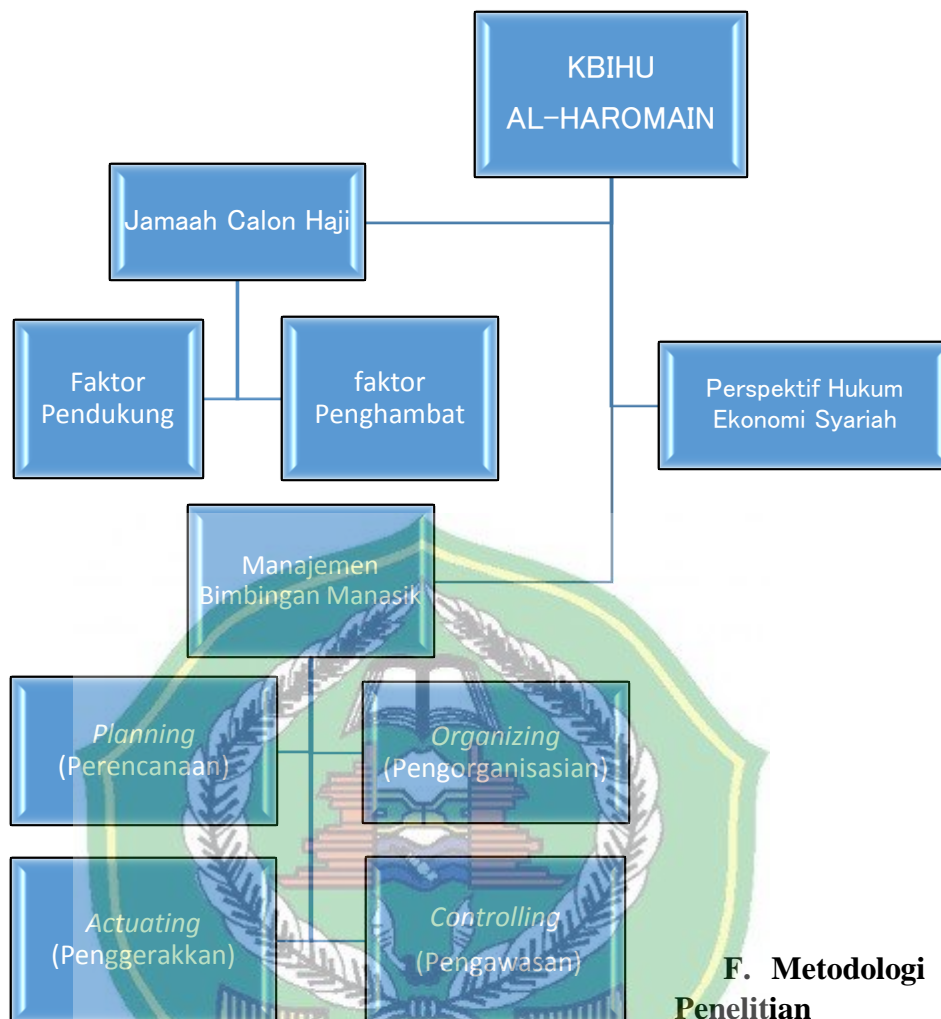 KBIHU
AL-HAROMAIN
Jamaah Calon Haji
Faktor
Pendukung
faktor
Penghambat
Perspektif Hukum
Ekonomi Syariah
Manajemen
Bimbingan Manasik
Planning
(Perencanaan)
Organizing
(Pengorganisasian)
Actuating
(Penggerakkan)
Controlling
(Pengawasan)
F. Metodologi
Penelitian